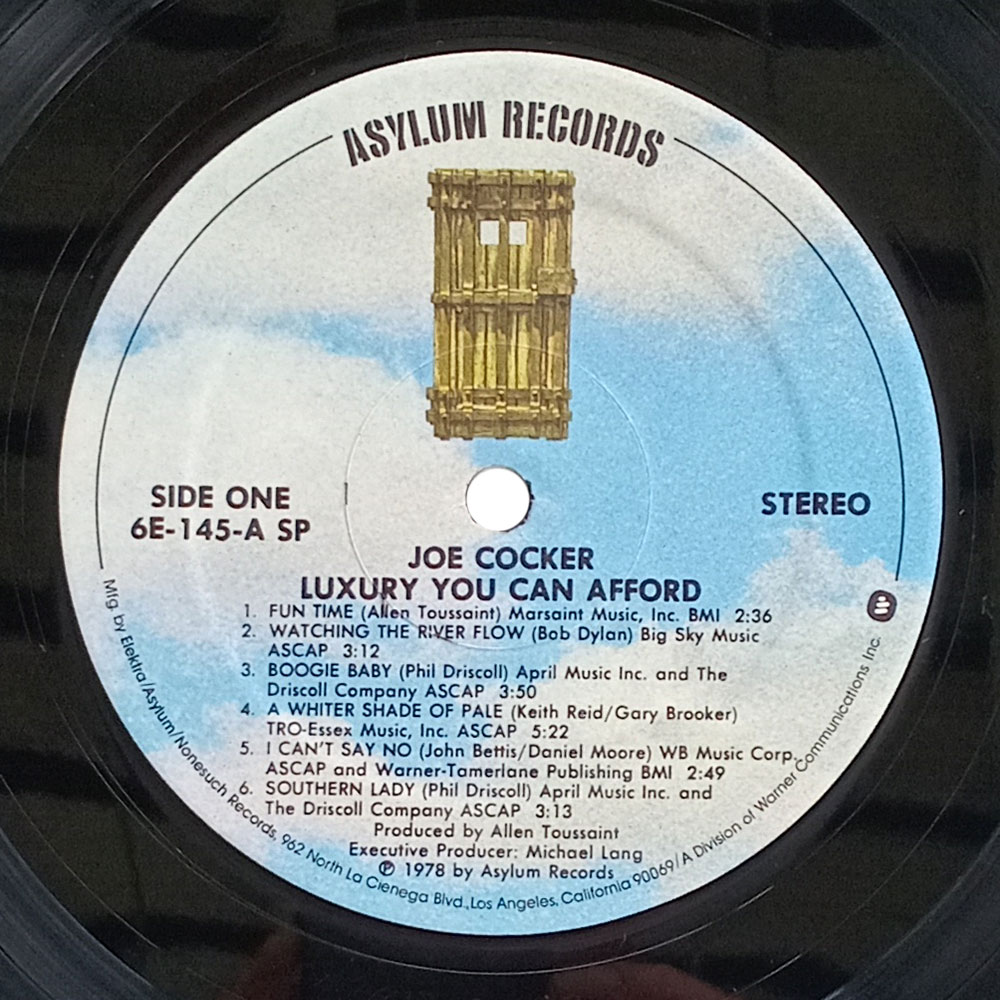 ASYLUM RECORDS
SIDE ONE
6E-145-A SP
STEREO
JOE COCKER
LUXURY YOU CAN AFFORD
1. FUN TIME (Allen Toussaint) Marsaint Music, Inc. BMI 2:36
2. WATCHING THE RIVER FLOW (Bob Dylan) Big Sky Music
ASCAP 3:12
3. BOOGIE BABY (Phil Driscoll) April Music Inc. and The
Driscoll Company ASCAP 3:50
4. A WHITER SHADE OF PALE (Keith Reid/Gary Brooker)
TRO-Essex Music, Inc. ASCAP 5:22
5. I CAN'T SAY NO (John Bettis/Daniel Moore) WB Music Corp.
ASCAP and Warner-Tamerlane Publishing BMI 2:49
6. SOUTHERN LADY (Phil Driscoll) April Music Inc. and
The Driscoll Company ASCAP 3:13
Produced by Allen Toussaint
Executive Producer: Michael Lang
℗ 1978 by Asylum Records
Mfg. by Elektra/Asylum/Nonesuch Records, 962 North La Cienega Blvd., Los Angeles, California 90069/A Division of Warner Communications Inc.